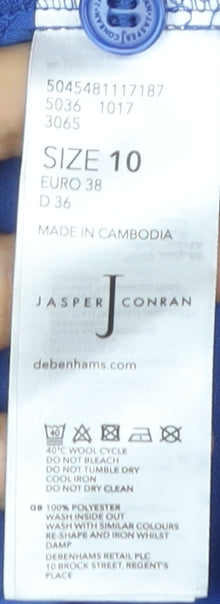 5045481117187
5036 1017
3065
SIZE 10
EURO 38
D 36
MADE IN CAMBODIA
JASPER J CONRAN
debenhams.com
40
40°C WOOL CYCLE
DO NOT BLEACH
DO NOT TUMBLE DRY
COOL IRON
DO NOT DRY CLEAN
GB 100% POLYESTER
WASH INSIDE OUT
WASH WITH SIMILAR COLOURS
RE-SHAPE AND IRON WHILST
DAMP
DEBENHAMS RETAIL PLC
10 BROCK STREET, REGENT'S
PLACE